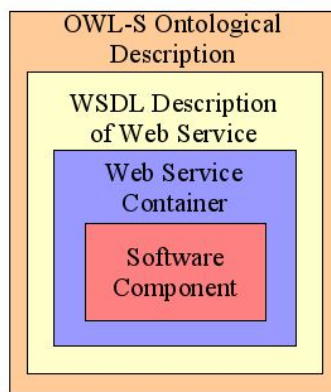 OWL-S Ontological
Description
WSDL Description
of Web Service
Web Service
Container
Software
Component